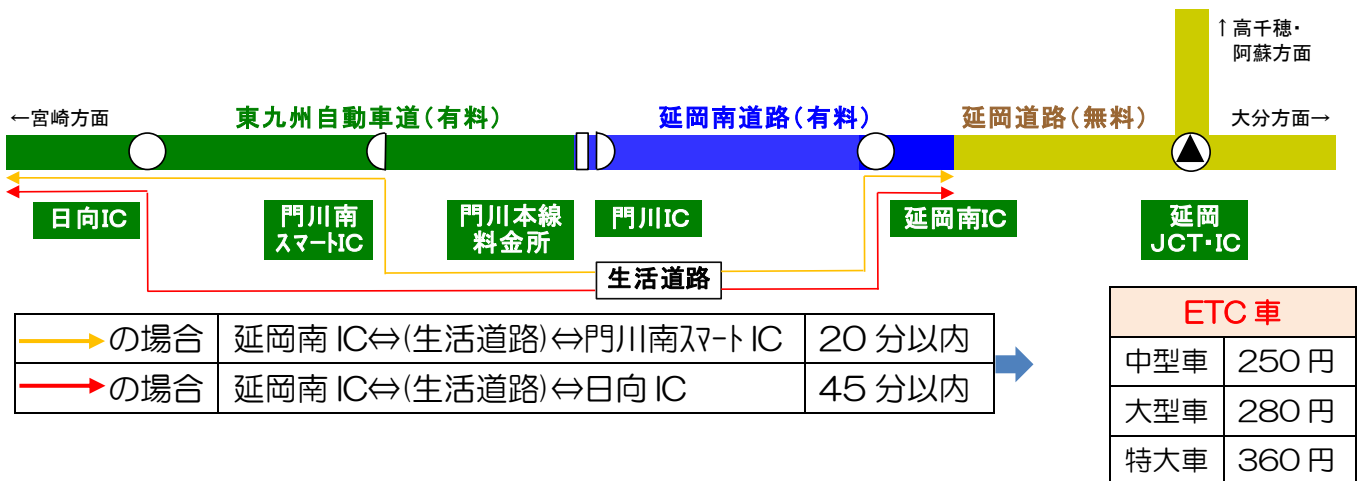 ↑高千穂・
阿蘇方面
←宮崎方面
東九州自動車道(有料)
延岡南道路(有料)
延岡道路(無料)
大分方面→
日向IC
門川南
スマートIC
門川本線
料金所
門川IC
延岡南IC
延岡
JCT・IC
生活道路
の場合 延岡南IC⇔(生活道路)⇔門川南スマートIC 20分以内
の場合 延岡南IC⇔(生活道路)⇔日向IC 45分以内
ETC車
中型車 250円
大型車 280円
特大車 360円